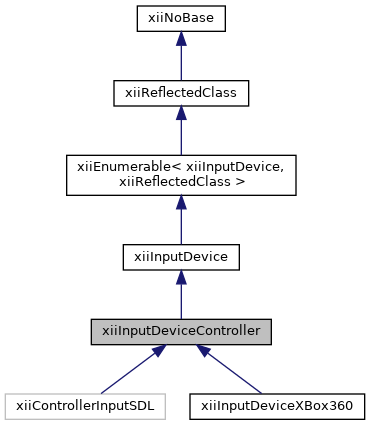 xiiNoBase
xiiReflectedClass
xiiEnumerable< xiiInputDevice,
xiiReflectedClass >
xiiInputDevice
xiiInputDeviceController
xiiControllerInputSDL
xiiInputDeviceXBox360